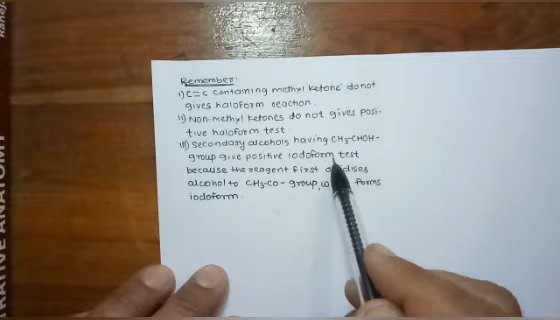 Remember:
i) C=C containing methyl ketone do not
gives haloform reaction.
ii) Non-methyl ketones do not gives posi-
tive haloform test.
iii) Secondary alcohols having CH3-CHOH-
group give positive iodoform test
because the reagent first
alcohol to CH3-CO- group, forms
iodoform.